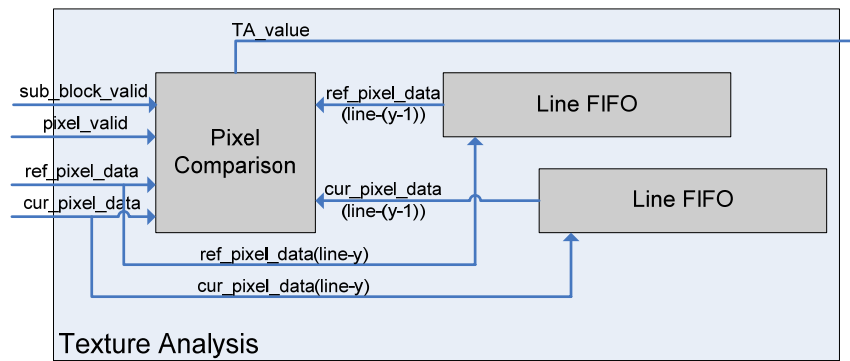 TA_value
sub_block_valid
pixel_valid
ref_pixel_data
cur_pixel_data
Pixel
Comparison
ref_pixel_data
(line-(y-1))
Line FIFO
cur_pixel_data
(line-(y-1))
Line FIFO
ref_pixel_data(line-y)
cur_pixel_data(line-y)
Texture Analysis